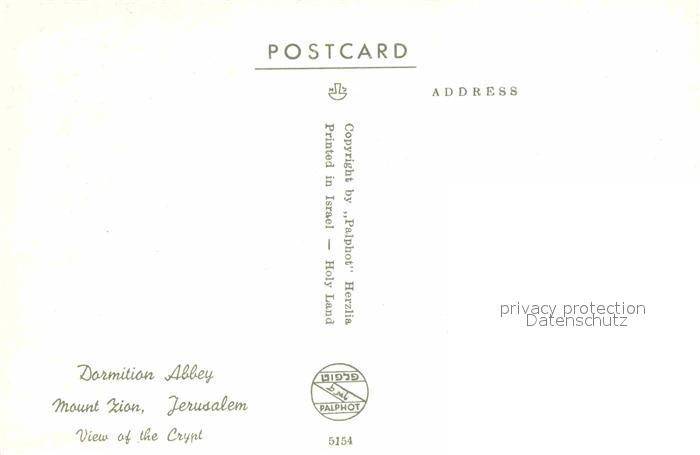 POSTCARD
ADDRESS
Copyright by „Palphot" Herzlia
Printed in Israel — Holy Land
privacy protection
Datenschutz
Dormition Abbey
Mount Zion, Jerusalem
View of the Crypt
פלפוט
PALPHOT
5154